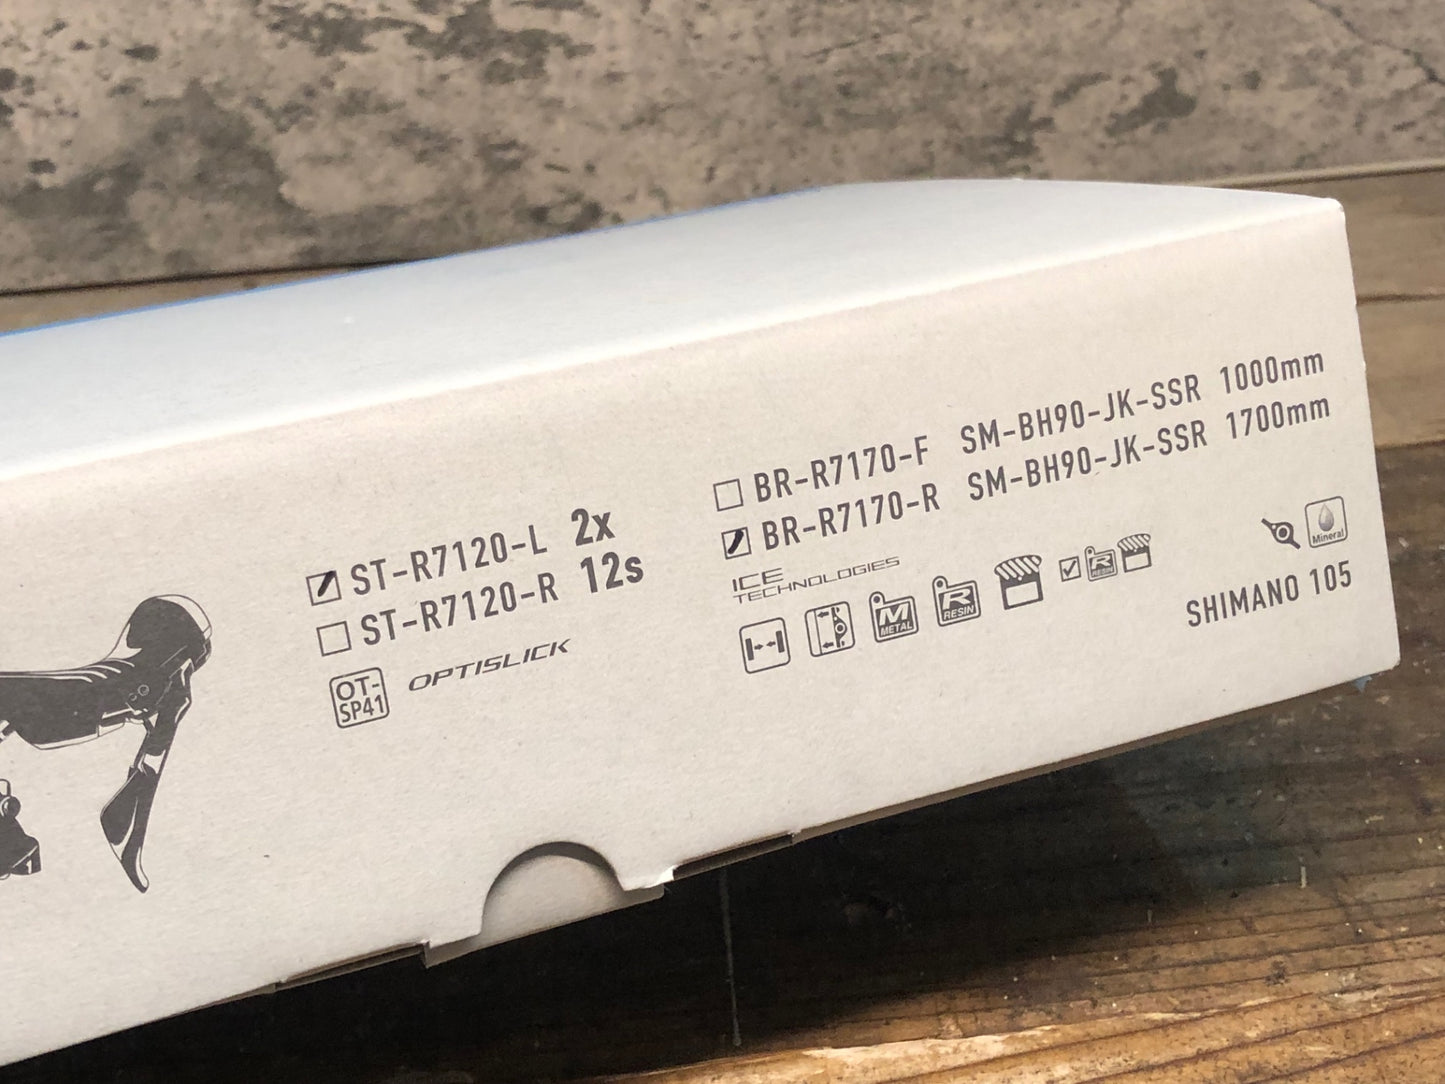 ST-R7120-L 2x
ST-R7120-R 12s
OT-
SP41
OPTISLICK
BR-R7170-F SM-BH90-JK-SSR 1000mm
BR-R7170-R SM-BH90-JK-SSR 1700mm
ICE
TECHNOLOGIES
M
METAL
R
RESIN
R
RESIN
Mineral
SHIMANO 105